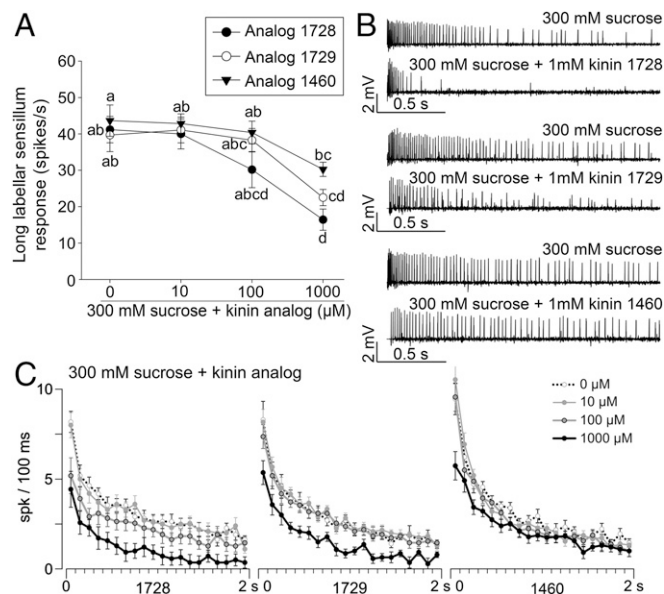 A
Analog 1728
Analog 1729
Analog 1460
Long labellar sensillum
response (spikes/s)
60
50
40
30
20
10
0
a
ab
ab
ab
ab
abc
abcd
bc
cd
d
0
10
100
1000
300 mM sucrose + kinin analog (µM)
B
300 mM sucrose
300 mM sucrose + 1mM kinin 1728
2 mV
0.5 s
300 mM sucrose
300 mM sucrose + 1mM kinin 1729
2 mV
0.5 s
300 mM sucrose
300 mM sucrose + 1mM kinin 1460
2 mV
0.5 s
C
300 mM sucrose + kinin analog
0 µM
10 µM
100 µM
1000 µM
spk / 100 ms
10
5
0
0
1728
2 s
0
1729
2 s
0
1460
2 s